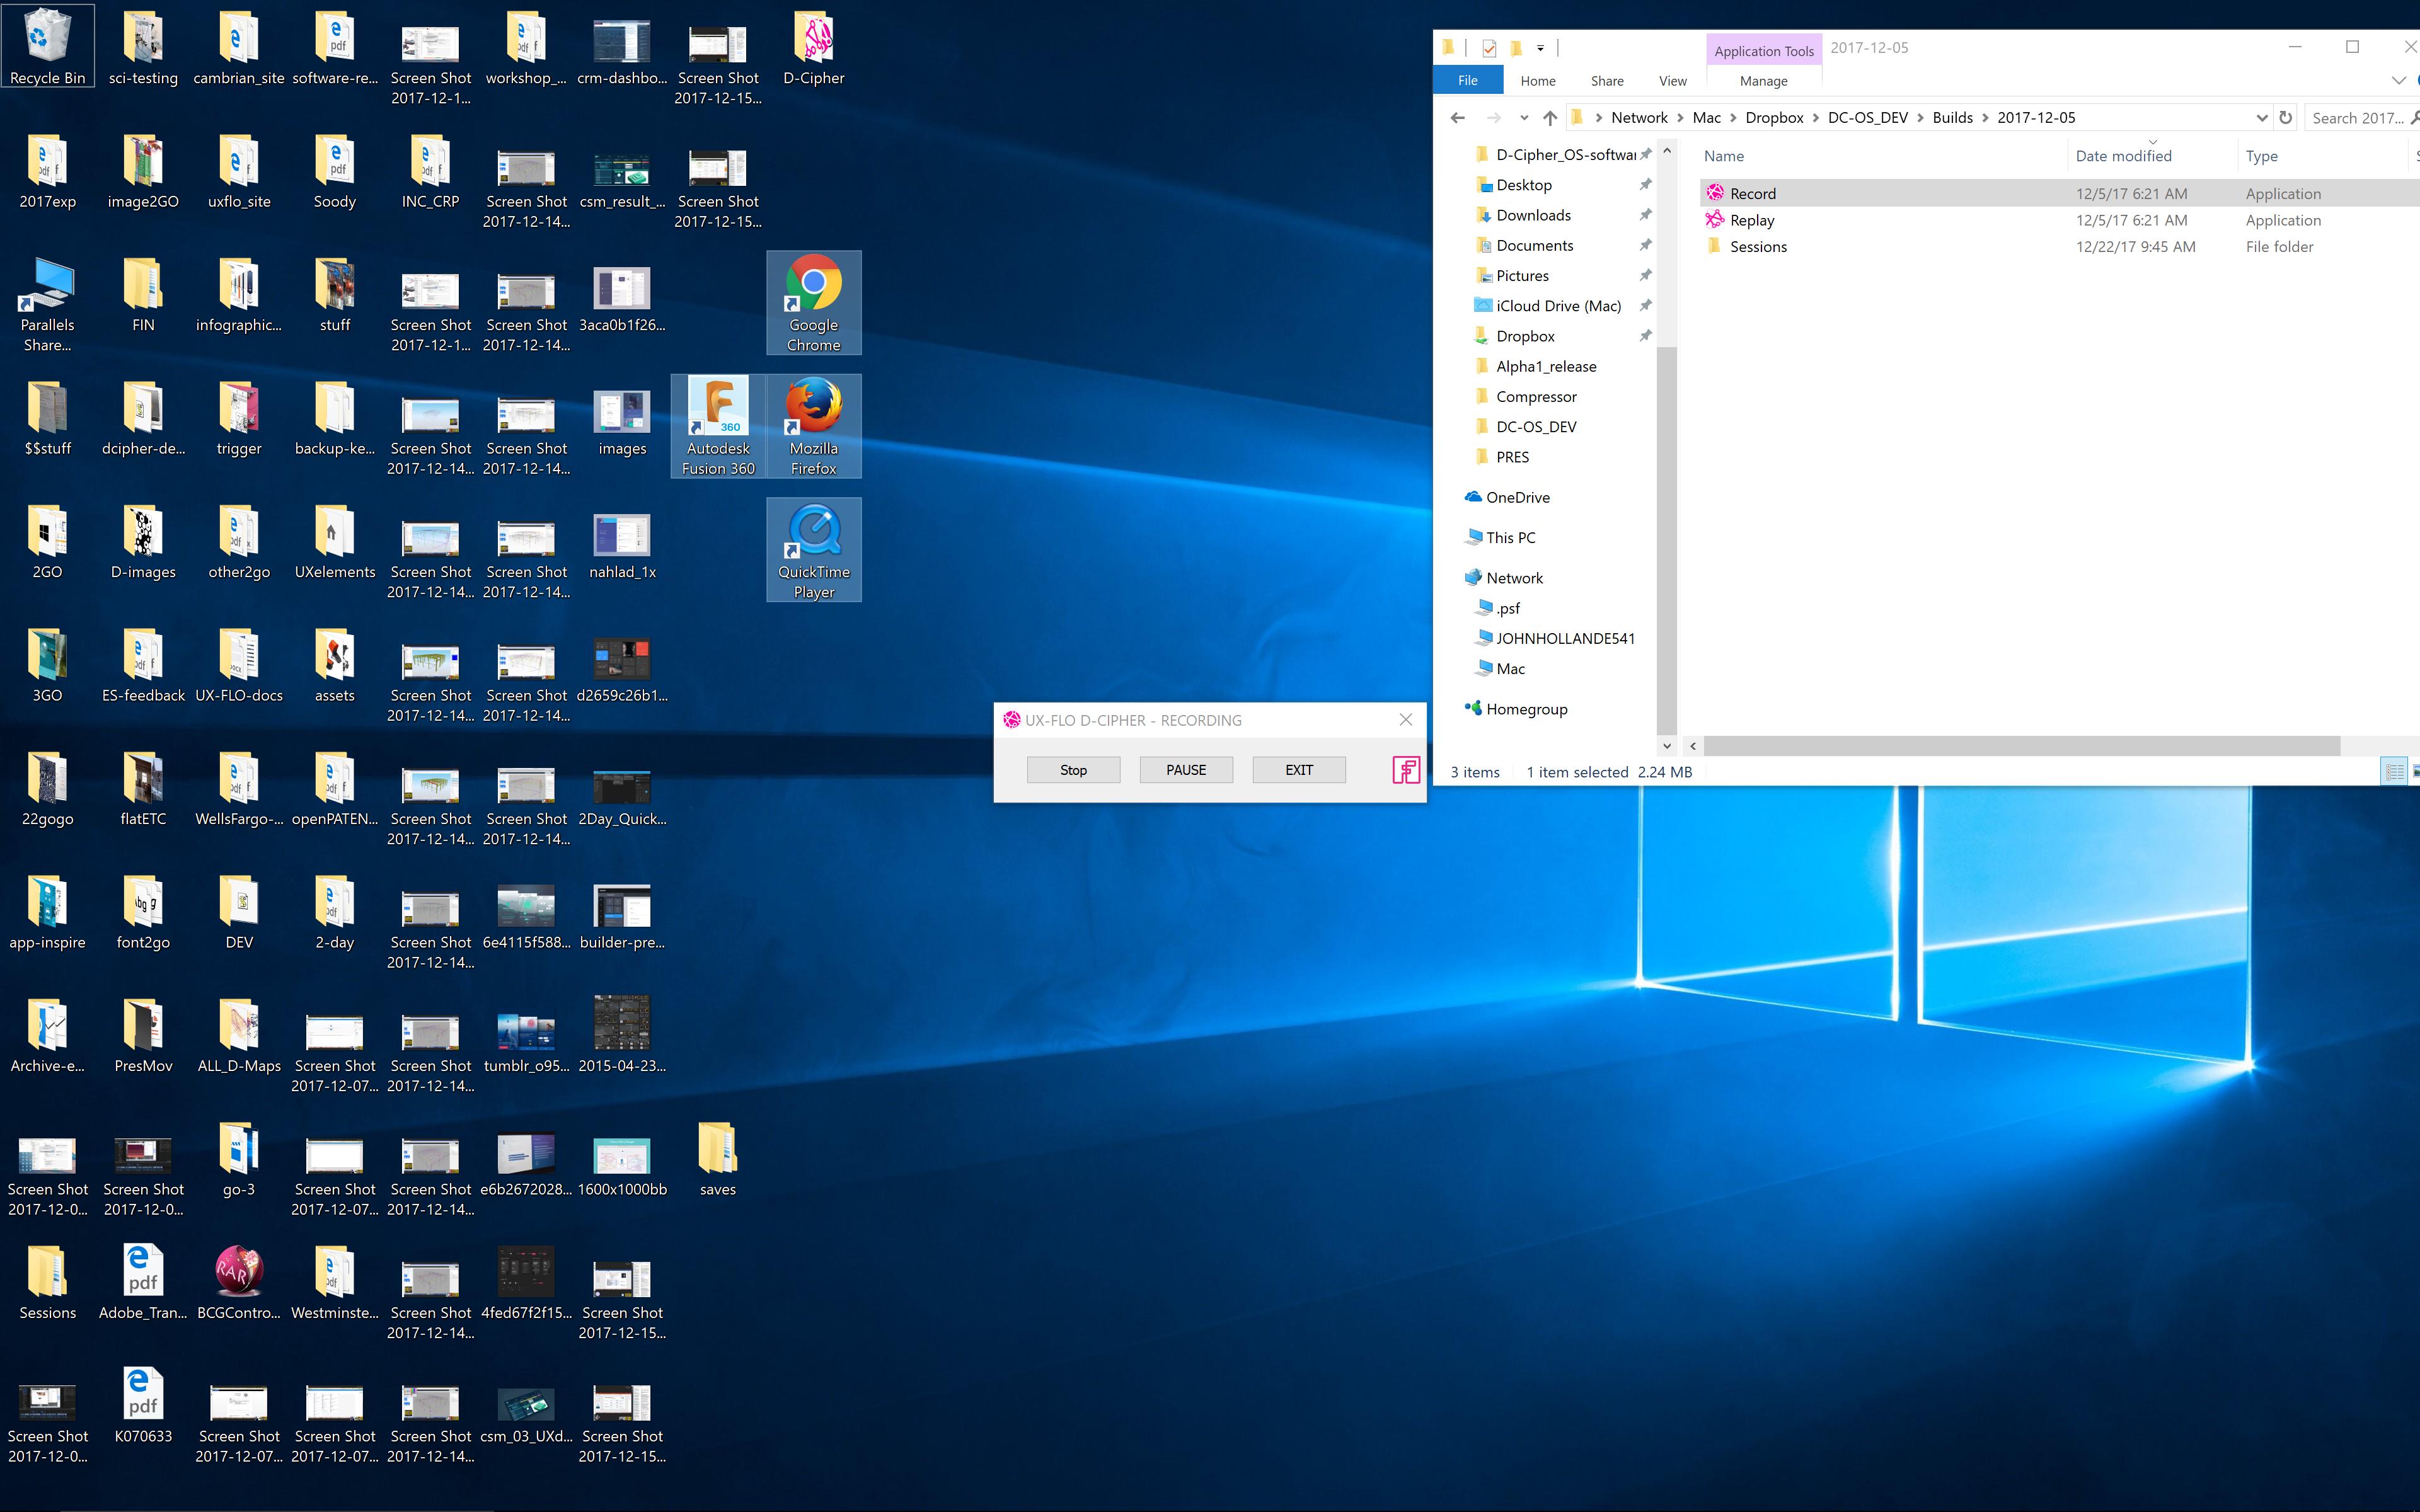 Recycle Bin
sci-testing
cambrian_site
software-re...
Screen Shot
2017-12-1...
workshop_...
crm-dashbo...
Screen Shot
2017-12-15...
D-Cipher
2017exp
image2GO
uxflo_site
Soody
INC_CRP
Screen Shot
2017-12-14...
csm_result_...
Screen Shot
2017-12-15...
Parallels
Share...
FIN
infographic...
stuff
Screen Shot
2017-12-1...
Screen Shot
2017-12-14...
3aca0b1f26...
Google
Chrome
$$stuff
dcipher-de...
trigger
backup-ke...
Screen Shot
2017-12-14...
Screen Shot
2017-12-14...
images
360
Autodesk
Fusion 360
Mozilla
Firefox
2GO
D-images
other2go
UXelements
Screen Shot
2017-12-14...
Screen Shot
2017-12-14...
nahlad_1x
QuickTime
Player
3GO
ES-feedback
UX-FLO-docs
assets
Screen Shot
2017-12-14...
Screen Shot
2017-12-14...
d2659c26b1...
22gogo
flatETC
WellsFargo-...
openPATEN...
Screen Shot
2017-12-14...
Screen Shot
2017-12-14...
2Day_Quick...
app-inspire
font2go
DEV
2-day
Screen Shot
2017-12-14...
6e4115f588...
builder-pre...
Archive-e...
PresMov
ALL_D-Maps
Screen Shot
2017-12-07...
Screen Shot
2017-12-14...
tumblr_o95...
2015-04-23...
Screen Shot
2017-12-0...
Screen Shot
2017-12-0...
go-3
Screen Shot
2017-12-07...
Screen Shot
2017-12-14...
e6b2672028...
1600x1000bb
saves
Sessions
pdf
Adobe_Tran...
RAR
BCGContro...
Westminste...
Screen Shot
2017-12-14...
4fed67f2f15...
Screen Shot
2017-12-15...
Screen Shot
2017-12-0...
pdf
K070633
Screen Shot
2017-12-07...
Screen Shot
2017-12-07...
Screen Shot
2017-12-14...
csm_03_UXd...
Screen Shot
2017-12-15...
UX-FLO D-CIPHER - RECORDING
Stop PAUSE EXIT
Application Tools 2017-12-05
File Home Share View Manage
Network Mac Dropbox DC-OS_DEV Builds 2017-12-05 Search 2017...
D-Cipher_OS-softwar
Desktop
Downloads
Documents
Pictures
iCloud Drive (Mac)
Dropbox
Alpha1_release
Compressor
DC-OS_DEV
PRES
OneDrive
This PC
Network
.psf
JOHNHOLLANDE541
Mac
Homegroup
Name Date modified Type
Record 12/5/17 6:21 AM Application
Replay 12/5/17 6:21 AM Application
Sessions 12/22/17 9:45 AM File folder
3 items 1 item selected 2.24 MB